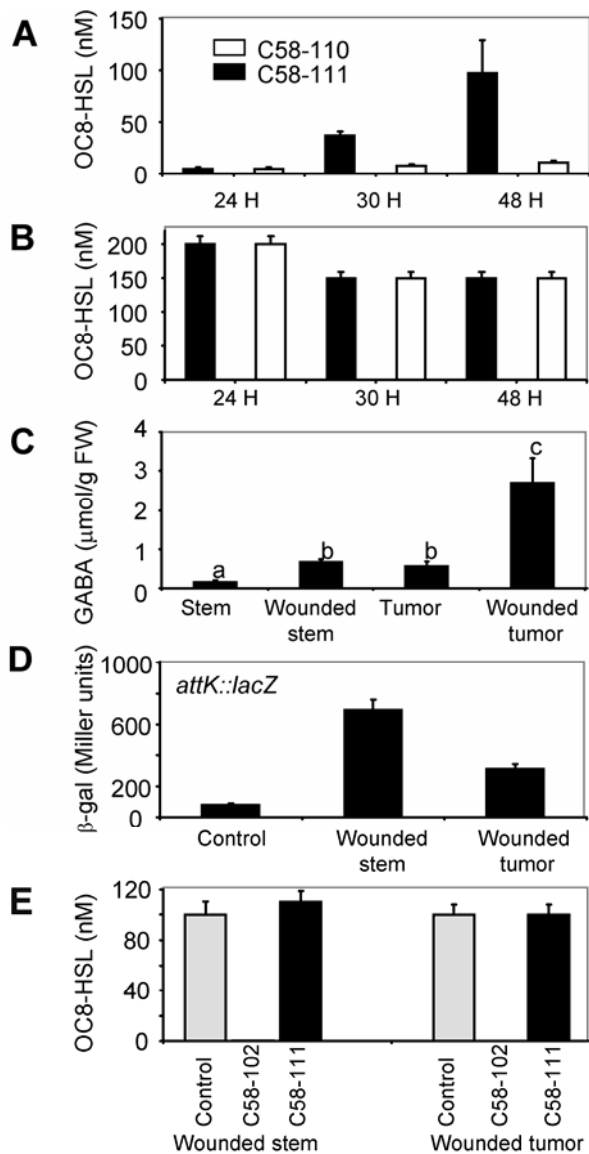 A
OC8-HSL (nM)
150
100
50
0
C58-110
C58-111
24 H 30 H 48 H
B
OC8-HSL (nM)
200
150
100
50
0
24 H 30 H 48 H
C
GABA (µmol/g FW)
4
3
2
1
0
a
b
b
c
Stem Wounded Tumor Wounded
stem tumor
D
β-gal (Miller units)
1000
600
200
0
attK::lacZ
Control Wounded Wounded
stem tumor
E
OC8-HSL (nM)
120
80
40
0
Control
C58-102
C58-111
Control
C58-102
C58-111
Wounded stem Wounded tumor